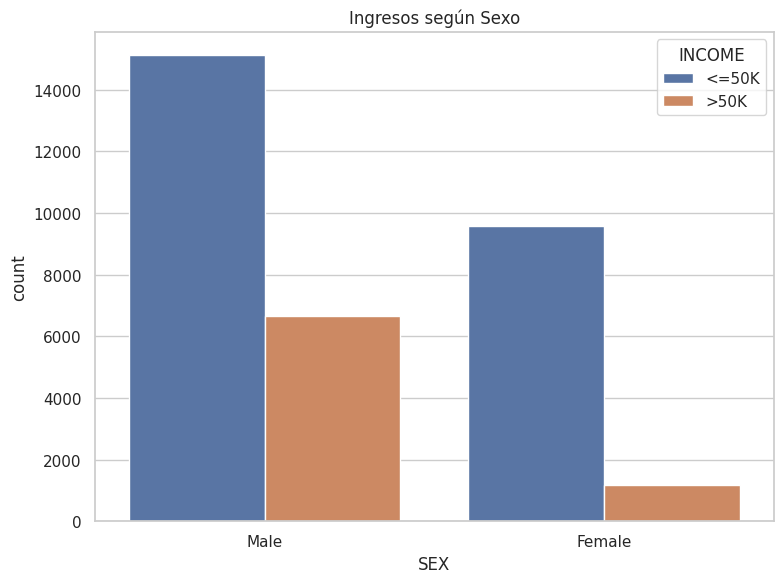 Ingresos según Sexo
INCOME
<=50K
>50K
14000
12000
10000
8000
6000
4000
2000
0
count
Male
Female
SEX